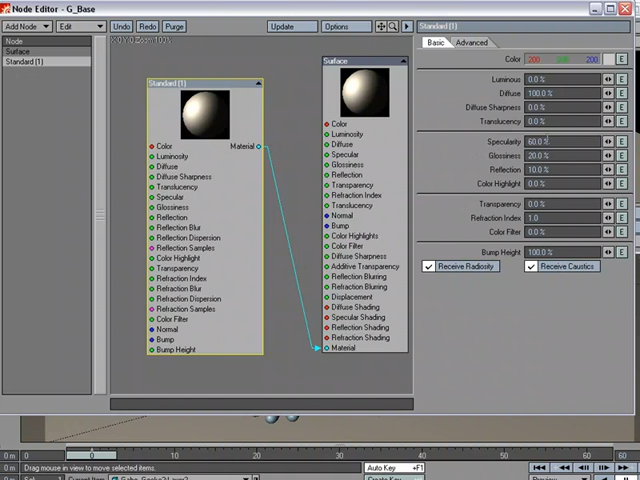 Node Editor - G_Base
Add Node
Edit
Undo
Redo
Purge
Update
Options
Standard (1)
Node
Surface
Standard (1)
Standard (1)
Color
Material
Luminosity
Diffuse
Diffuse Sharpness
Translucency
Specular
Glossiness
Reflection
Reflection Blur
Reflection Dispersion
Reflection Samples
Color Highlight
Transparency
Refraction Index
Refraction Blur
Refraction Dispersion
Refraction Samples
Color Filter
Normal
Bump
Bump Height
Surface
Color
Luminosity
Diffuse
Specular
Glossiness
Reflection
Transparency
Refraction Index
Translucency
Normal
Bump
Color Highlights
Color Filter
Diffuse Sharpness
Additive Transparency
Reflection Blurring
Refraction Blurring
Displacement
Diffuse Shading
Specular Shading
Reflection Shading
Refraction Shading
Material
Basic
Advanced
Color 200 200 200 E
Luminous 0.0 % E
Diffuse 100.0 % E
Diffuse Sharpness 0.0 % E
Translucency 0.0 % E
Specularity 60.0 % E
Glossiness 20.0 % E
Reflection 10.0 % E
Color Highlight 0.0 % E
Transparency 0.0 % E
Refraction Index 1.0 E
Color Filter 0.0 % E
Bump Height 100.0 % E
Receive Radiosity
Receive Caustics
0 m 0 10 20 30 40 50 60 60
0 m Drag mouse in view to move selected items.
Auto Key +F1